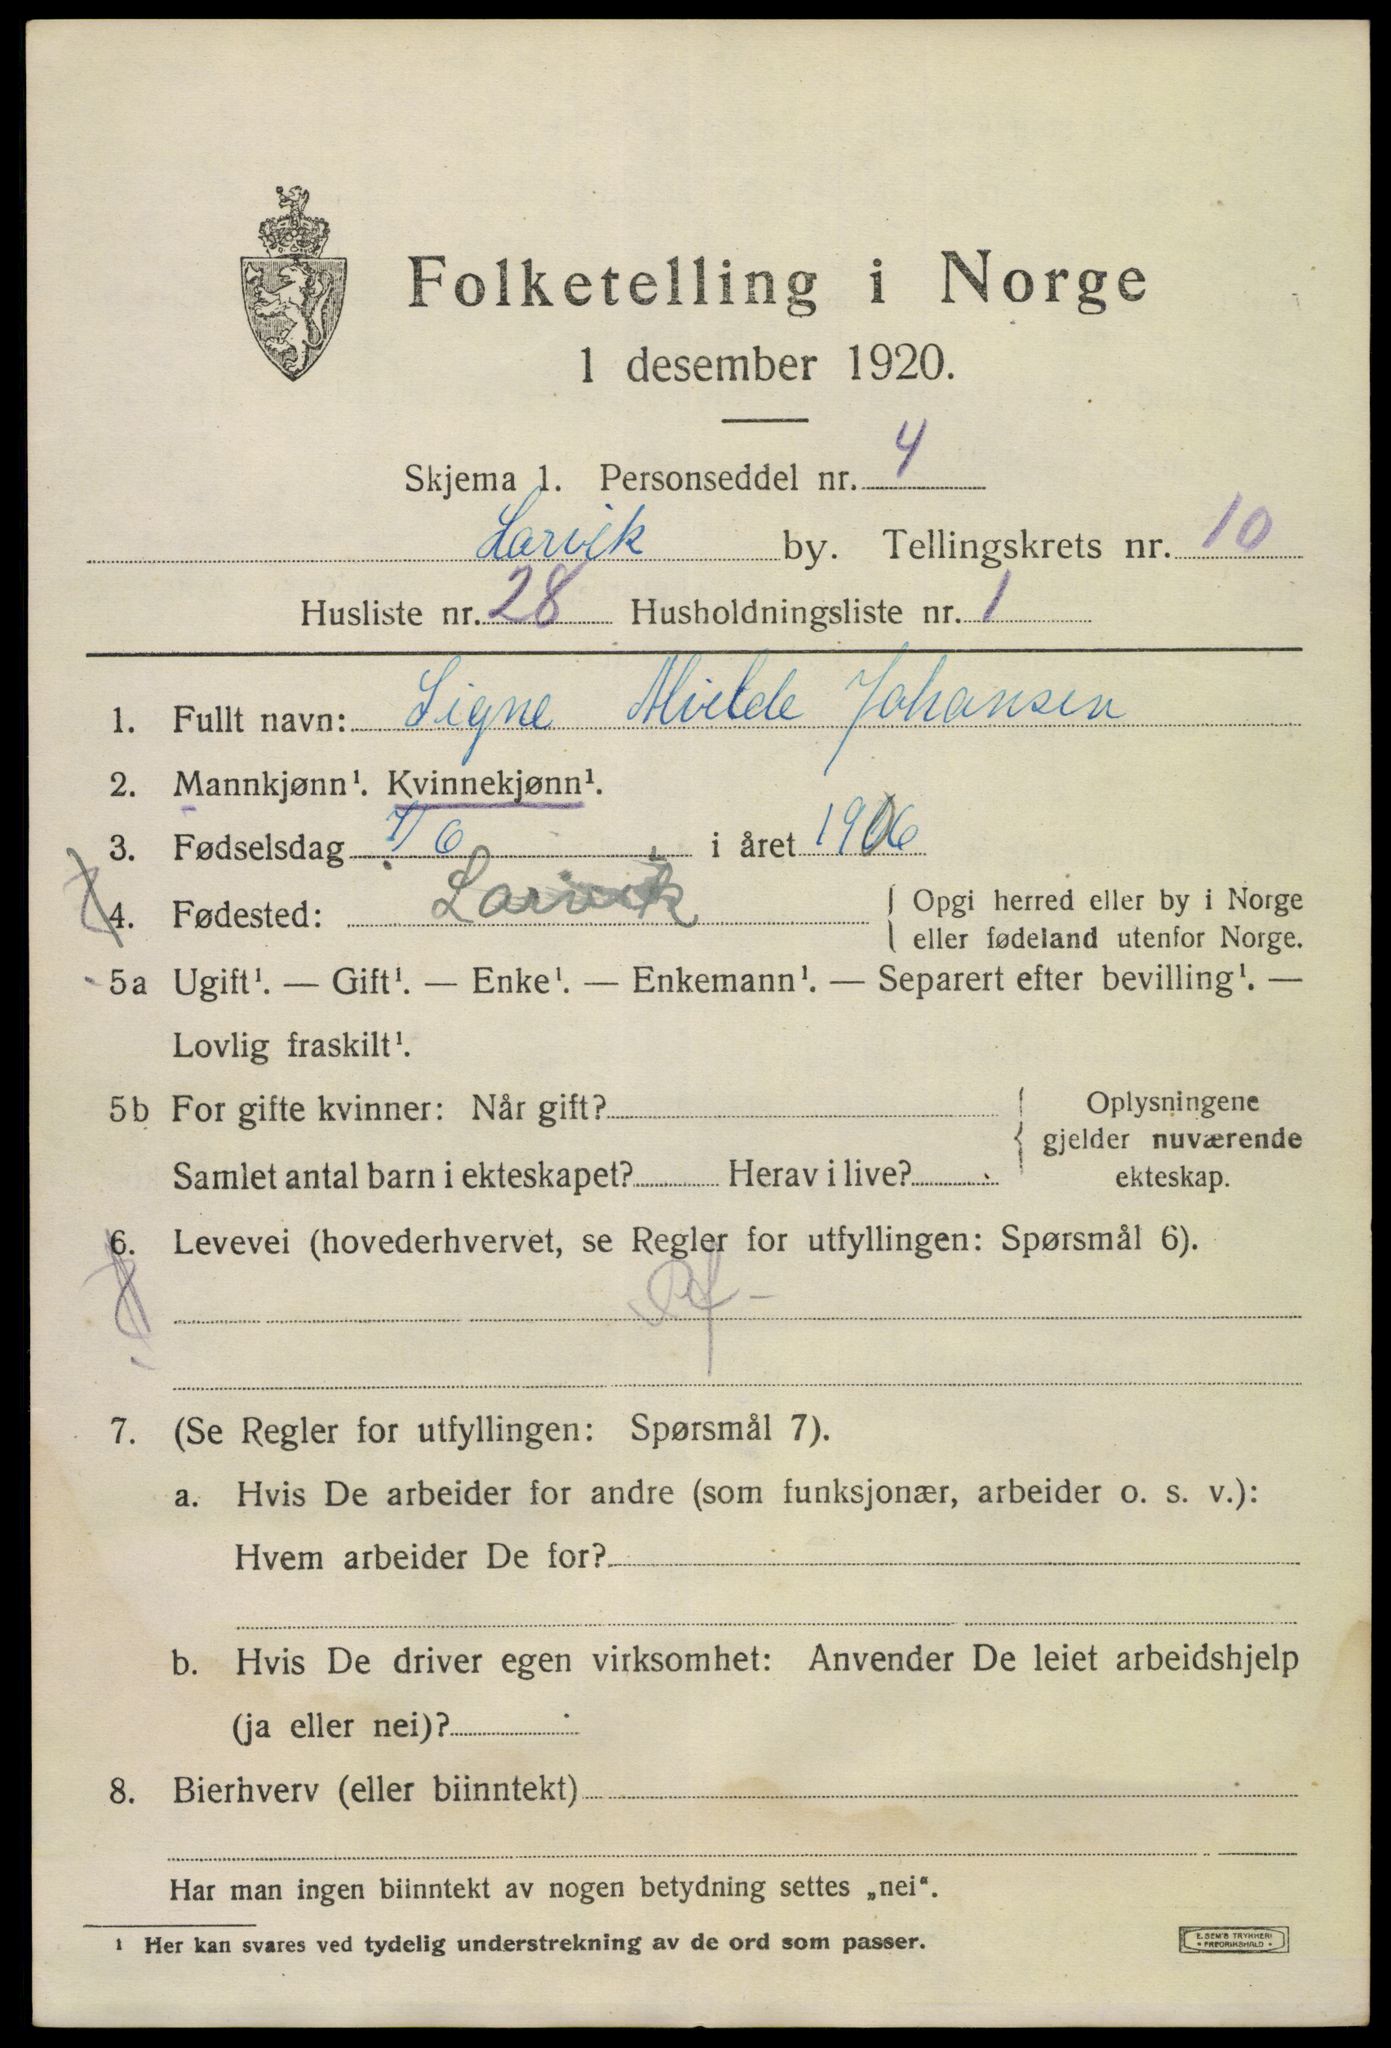 Folketelling i Norge
1 desember 1920.
Skjema 1. Personseddel nr. 4
Larvik by. Tellingskrets nr. 10
Husliste nr. 28 Husholdningsliste nr. 1
1. Fullt navn: Signe Alvilde Johansen
2. Mannkjønn¹. Kvinnekjønn¹.
3. Fødselsdag 7/6 i året 1906
4. Fødested: Larvik { Opgi herred eller by i Norge
eller fødeland utenfor Norge.
5a Ugift¹. — Gift¹. — Enke¹. — Enkemann¹. — Separert efter bevilling¹. —
Lovlig fraskilt¹.
5b For gifte kvinner: Når gift? { Oplysningene
gjelder nuværende
Samlet antal barn i ekteskapet? Herav i live? ekteskap.
6. Levevei (hovederhvervet, se Regler for utfyllingen: Spørsmål 6).
7. (Se Regler for utfyllingen: Spørsmål 7).
a. Hvis De arbeider for andre (som funksjonær, arbeider o. s. v.):
Hvem arbeider De for?
b. Hvis De driver egen virksomhet: Anvender De leiet arbeidshjelp
(ja eller nei)?
8. Bierhverv (eller biinntekt)
Har man ingen biinntekt av nogen betydning settes „nei“.
¹ Her kan svares ved tydelig understrekning av de ord som passer.
E. SEM'S TRYKKERI
• FREDRIKSHALD •